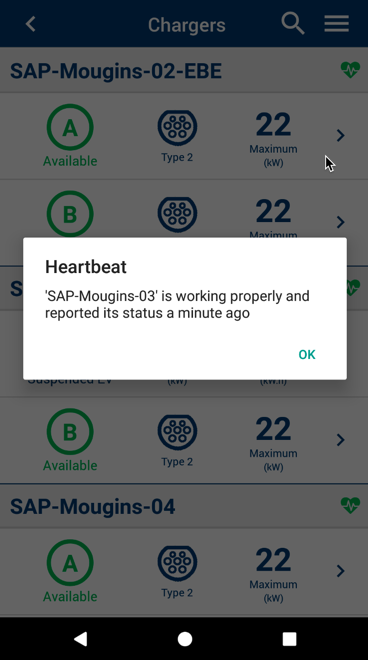 Chargers
SAP-Mougins-02-EBE
A
22
Maximum
Available
Type 2
(kW)
B
22
Maximum
Heartbeat
'SAP-Mougins-03' is working properly and
reported its status a minute ago
OK
Suspended EV
(kW)
(kW.h)
B
22
Maximum
Available
Type 2
(kW)
SAP-Mougins-04
A
22
Maximum
Available
Type 2
(kW)